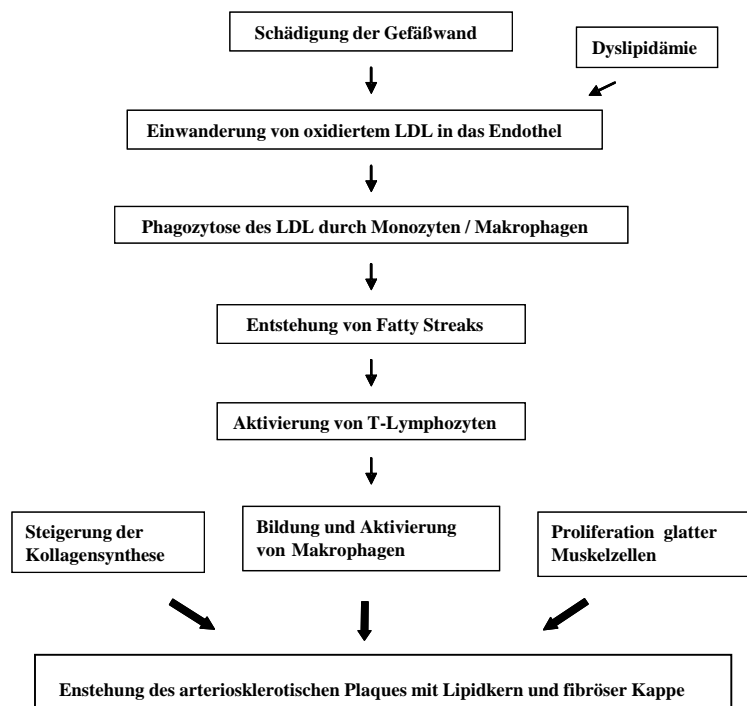 Schädigung der Gefäßwand
Dyslipidämie
Einwanderung von oxidiertem LDL in das Endothel
Phagozytose des LDL durch Monozyten / Makrophagen
Entstehung von Fatty Streaks
Aktivierung von T-Lymphozyten
Steigerung der
Kollagensynthese
Bildung und Aktivierung
von Makrophagen
Proliferation glatter
Muskelzellen
Enstehung des arteriosklerotischen Plaques mit Lipidkern und fibröser Kappe